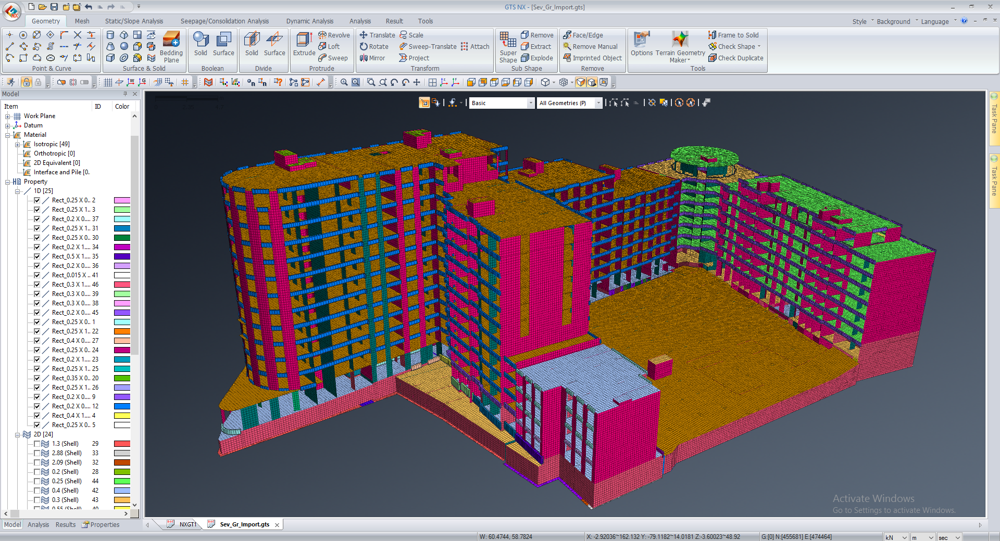 GTS NX - [Sev_Gr_Import.gts]
Geometry Mesh Static/Slope Analysis Seepage/Consolidation Analysis Dynamic Analysis Analysis Result Tools Style Background Language
Revolve Translate Scale Remove Face/Edge Frame to Solid
Loft Rotate Sweep-Translate Attach Extract Remove Manual Check Shape
Bedding Plane Solid Surface Solid Surface Extrude Super Shape Options Terrain Geometry Maker
Sweep Mirror Project Explode Imprinted Object Check Duplicate
Point & Curve Surface & Solid Boolean Divide Protrude Transform Sub Shape Remove Tools
Model
Item ID Color
Basic All Geometries (P)
Work Plane
Datum
Material
Isotropic [49]
Orthotropic [0]
2D Equivalent [0]
Interface and Pile [0.
Property
1D [25]
Rect_0.25 X 0.. 2
Rect_0.25 X 1.. 3
Rect_0.2 X 0.... 37
Rect_0.25 X 1.. 31
Rect_0.25 X 0.. 30
Rect_0.2 X 1.... 34
Rect_0.5 X 1.... 35
Rect_0.2 X 0.... 36
Rect_0.015 X .. 41
Rect_0.3 X 1.... 46
Rect_0.3 X 0.... 39
Rect_0.3 X 0.... 38
Rect_0.2 X 0.... 45
Rect_0.25 X 0.. 1
Rect_0.25 X 1.. 22
Rect_0.4 X 0.... 27
Rect_0.25 X 0.. 24
Rect_0.2 X 1.... 23
Rect_0.25 X 1.. 25
Rect_0.35 X 0.. 20
Rect_0.25 X 1.. 26
Rect_0.2 X 0.... 9
Rect_0.2 X 0.... 12
Rect_0.4 X 1.... 4
Rect_0.25 X 0.. 5
2D [24]
1.3 (Shell) 29
2.88 (Shell) 33
2.09 (Shell) 32
0.2 (Shell) 28
0.25 (Shell) 44
0.4 (Shell) 42
0.3 (Shell) 43
0.55 (Shell) 40
Task Pane
Task Pane
Activate Windows
Go to Settings to activate Windows.
Model Analysis Results Properties
NXGT1 Sev_Gr_Import.gts
W: 60.4744, 58.7824 X: -2.92036~162.132 Y: -79.1182~14.0181 Z:-3.60023~48.92 G:[0] N:[455681] E:[474464] kN m sec